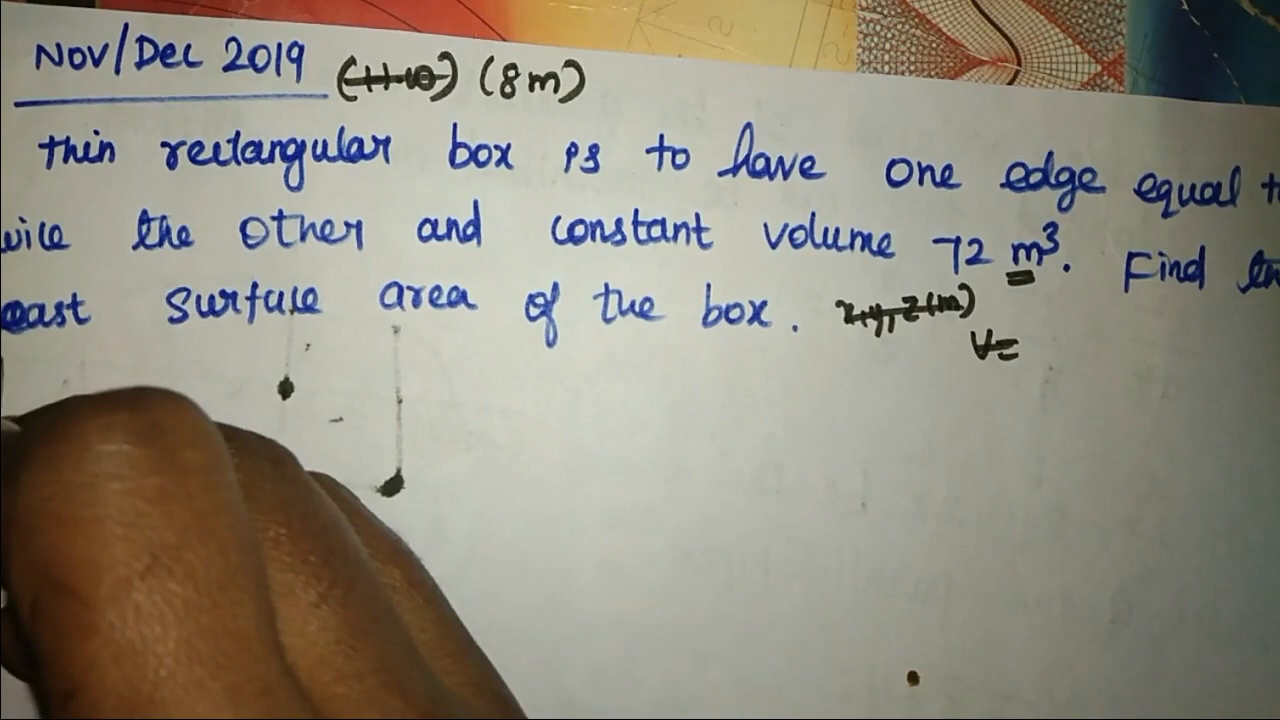 Nov/Dec 2019 (8m)
thin rectangular box is to have one edge equal
the other and constant volume 72 m³. Find
surface area of the box. x, y, z (m)
V=